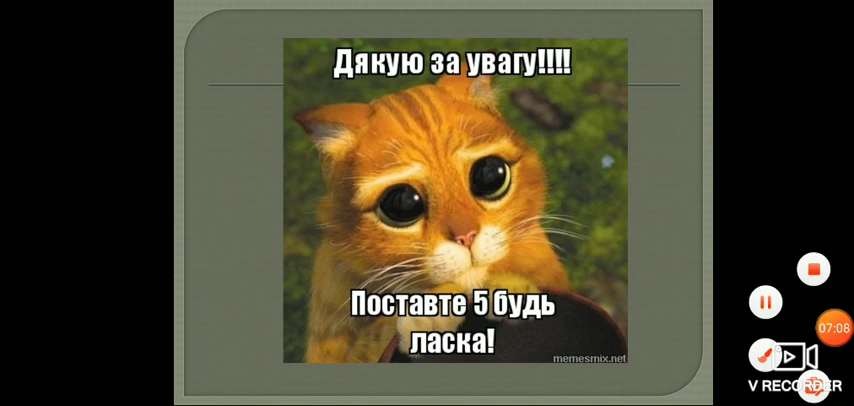 Дякую за увагу!!!!
Поставте 5 будь
ласка!
memesmix.net
07:08
V RECORDER